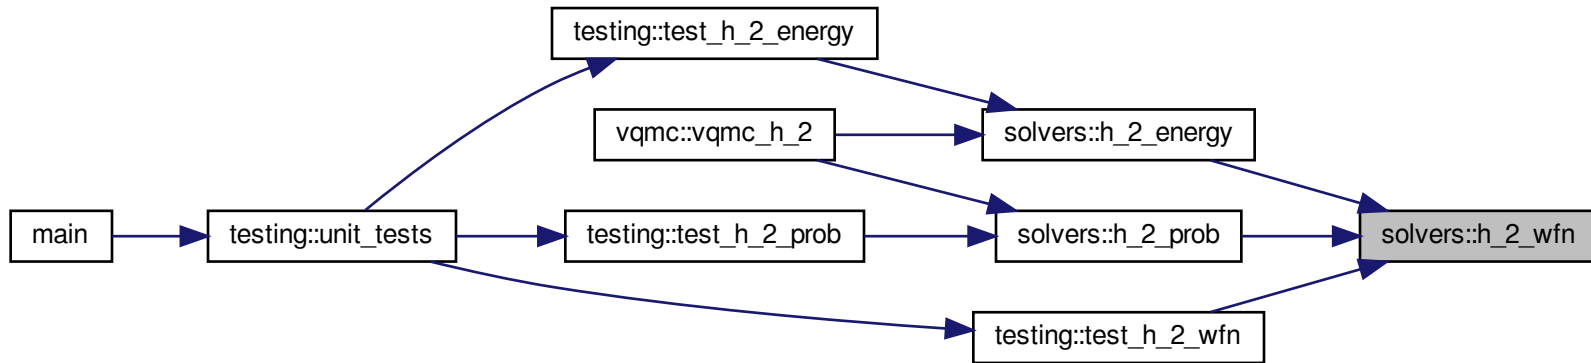 testing::test_h_2_energy
vqmc::vqmc_h_2
solvers::h_2_energy
main
testing::unit_tests
testing::test_h_2_prob
solvers::h_2_prob
solvers::h_2_wfn
testing::test_h_2_wfn